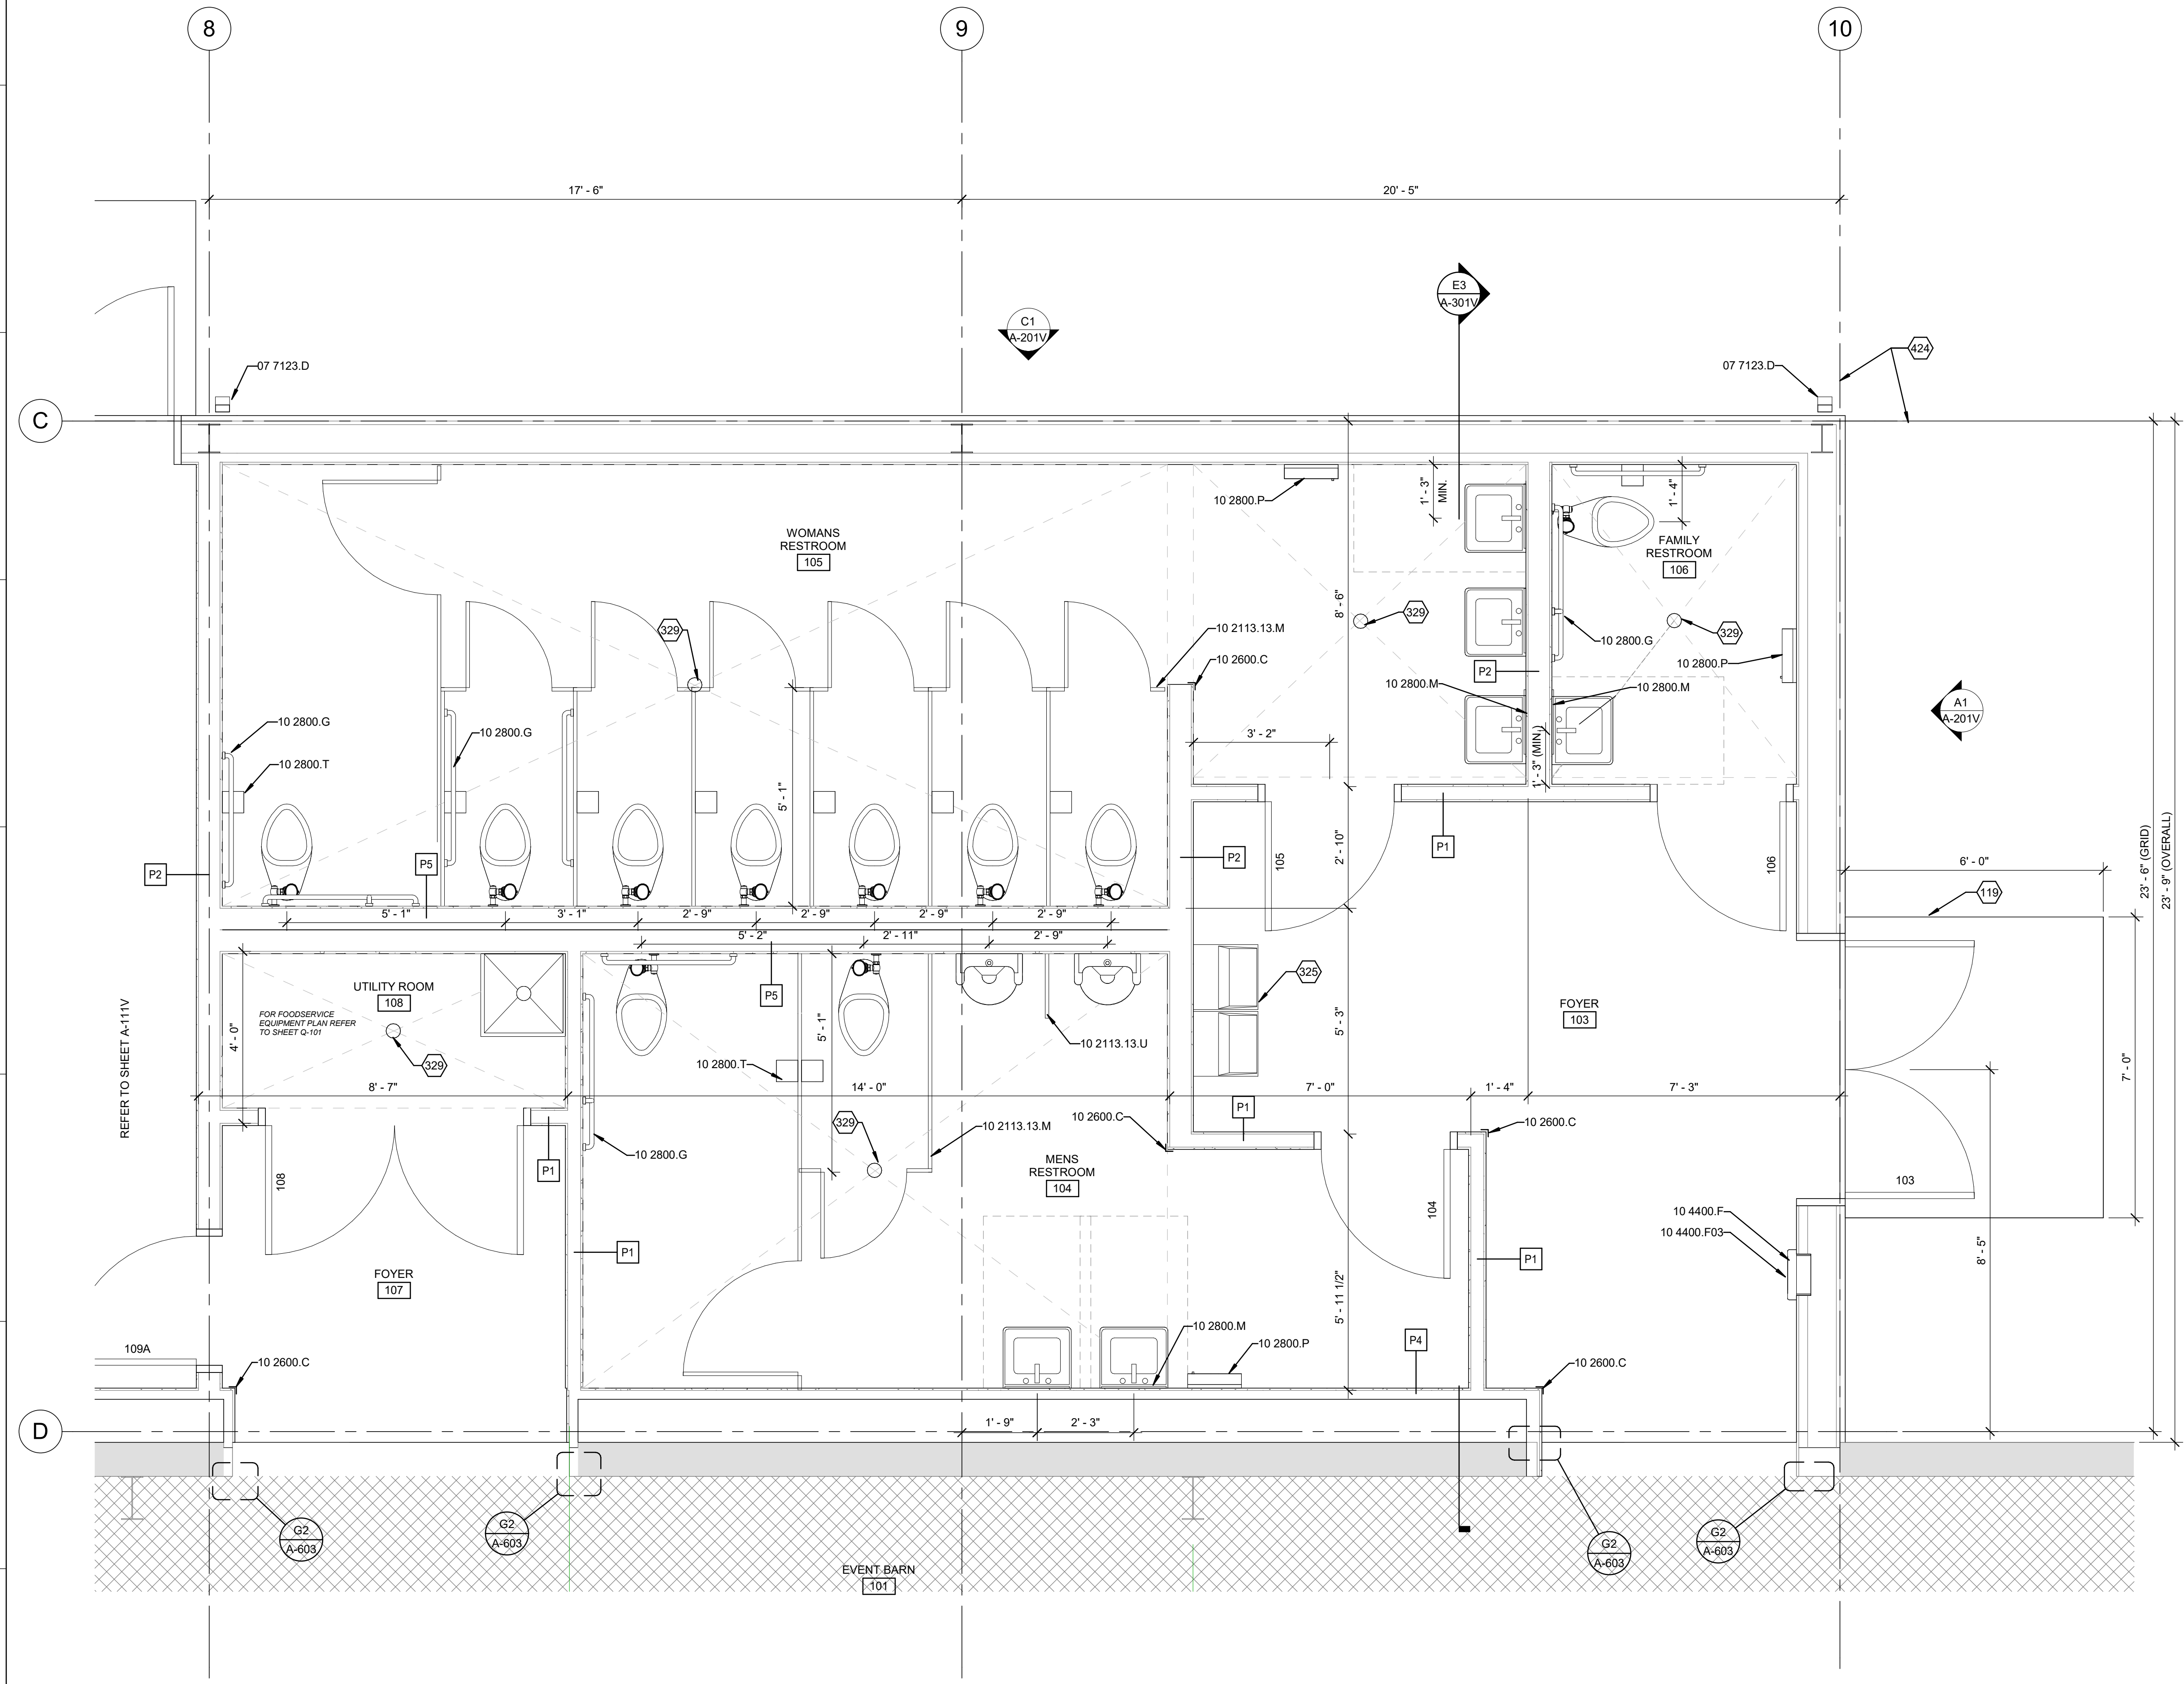 8
9
10
17' - 6"
20' - 5"
E3
A-301V
C1
A-201V
424
07 7123.D
07 7123.D
C
10 2800.P
1' - 3"
MIN.
1' - 4"
WOMANS
RESTROOM
105
FAMILY
RESTROOM
106
8' - 6"
329
329
329
10 2113.13.M
10 2800.G
10 2600.C
10 2800.P
P2
10 2800.M
10 2800.M
A1
A-201V
10 2800.G
10 2800.G
3' - 2"
1' - 3" (MIN.)
10 2800.T
5' - 1"
P1
2' - 10"
105
106
P2
P5
P2
6' - 0"
23' - 6" (GRID)
23' - 9" (OVERALL)
119
5' - 1"
3' - 1"
2' - 9"
2' - 9"
2' - 9"
2' - 9"
5' - 2"
2' - 11"
2' - 9"
325
UTILITY ROOM
108
P5
FOYER
103
FOR FOODSERVICE
EQUIPMENT PLAN REFER
TO SHEET Q-101
REFER TO SHEET A-111V
4' - 0"
329
5' - 1"
10 2113.13.U
5' - 3"
10 2800.T
7' - 0"
8' - 7"
14' - 0"
7' - 0"
1' - 4"
7' - 3"
P1
10 2600.C
10 2600.C
329
10 2113.13.M
10 2800.G
P1
MENS
RESTROOM
104
108
104
103
10 4400.F
10 4400.F03
P1
P1
8' - 5"
FOYER
107
5' - 11 1/2"
10 2800.M
10 2800.P
P4
109A
10 2600.C
10 2600.C
1' - 9"
2' - 3"
D
G2
A-603
G2
A-603
G2
A-603
G2
A-603
EVENT BARN
101